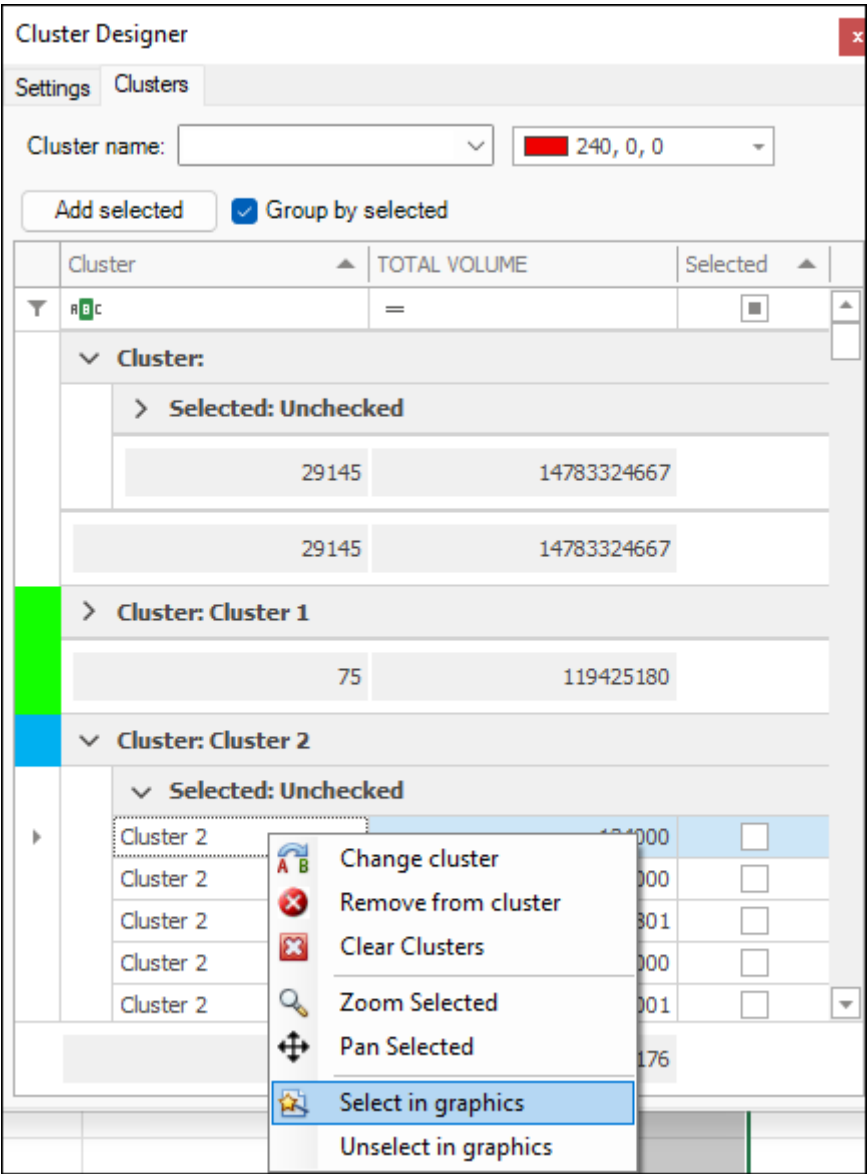 Cluster Designer
x
Settings Clusters
Cluster name: 240, 0, 0
Add selected Group by selected
Cluster TOTAL VOLUME Selected
ABC =
Cluster:
Selected: Unchecked
29145 14783324667
29145 14783324667
Cluster: Cluster 1
75 119425180
Cluster: Cluster 2
Selected: Unchecked
Cluster 2
Cluster 2
Cluster 2
Cluster 2
Cluster 2
A B Change cluster
Remove from cluster
Clear Clusters
Zoom Selected
Pan Selected
176
Select in graphics
Unselect in graphics